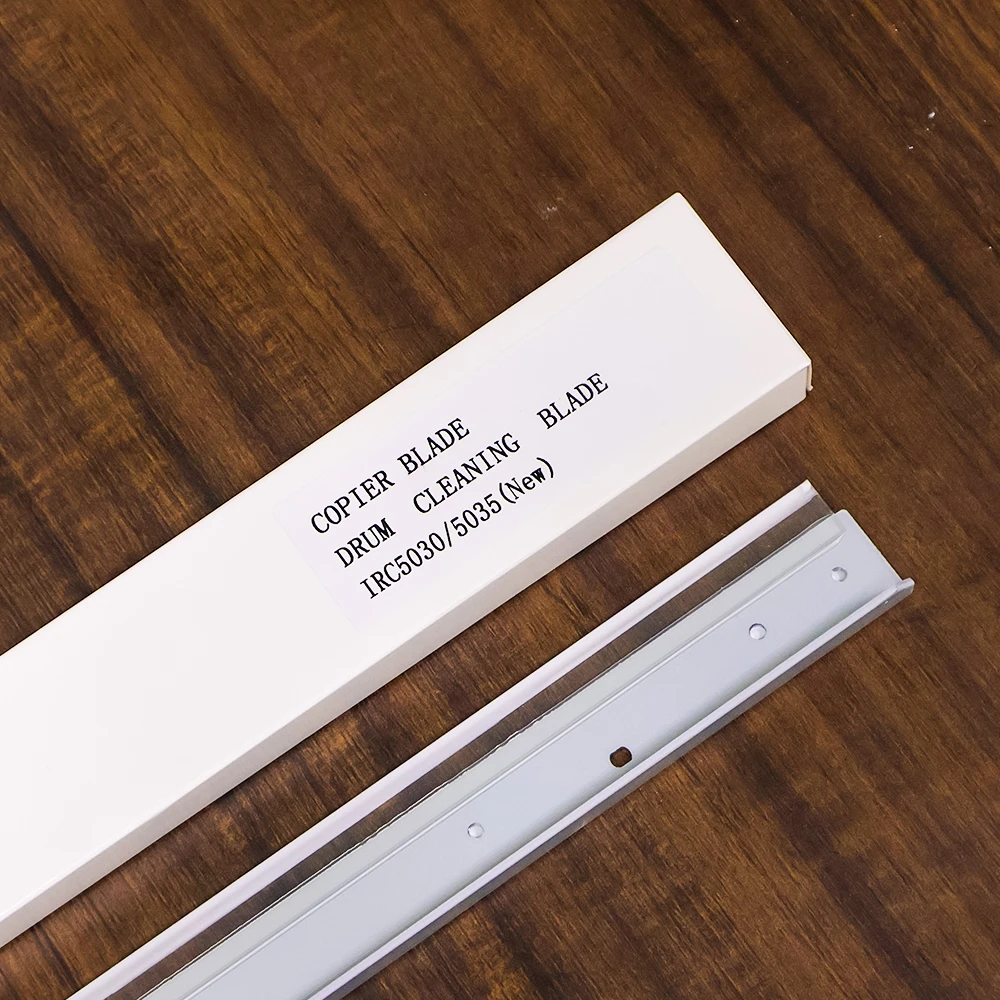 COPIER BLADE
DRUM CLEANING BLADE
IRC5030/5035(New)